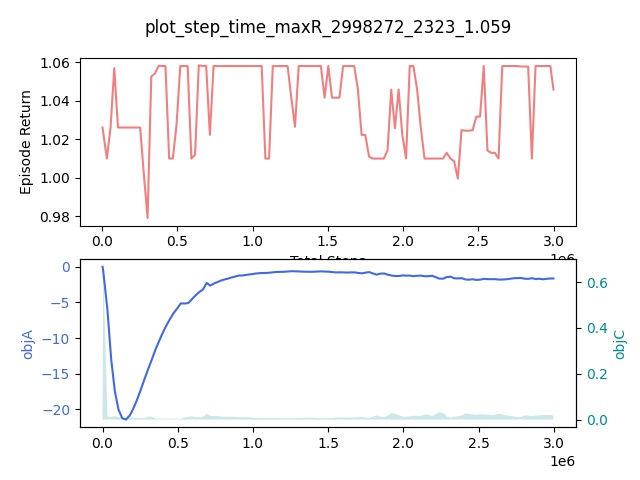 plot_step_time_maxR_2998272_2323_1.059
1.06
1.04
1.02
1.00
0.98
Episode Return
0.0 0.5 1.0 1.5 2.0 2.5 3.0
Total Steps
1e6
0
−5
−10
−15
−20
objA
0.6
0.4
0.2
0.0
objC
0.0 0.5 1.0 1.5 2.0 2.5 3.0
1e6